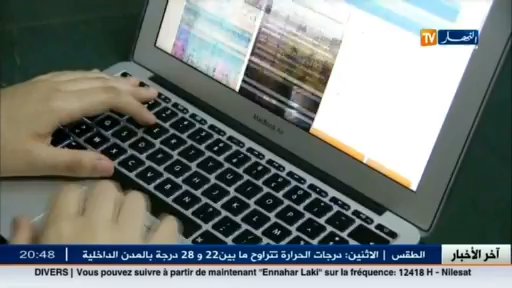 النهار TV
MacBook Air
آخر الأخبار
الطقس | الاثنين: درجات الحرارة تتراوح ما بين22 و 28 درجة بالمدن الداخلية
20:48
DIVERS | Vous pouvez suivre à partir de maintenant "Ennahar Laki" sur la fréquence: 12418 H - Nilesat